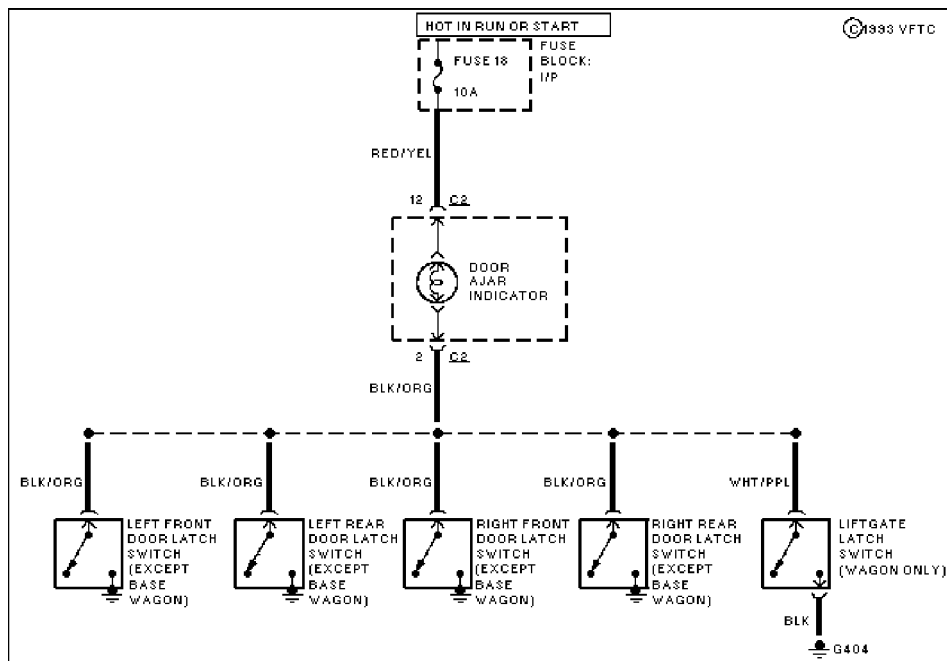 HOT IN RUN OR START
© 1993 VFTC
FUSE 18
10A
FUSE
BLOCK:
I/P
RED/YEL
12 C2
DOOR
AJAR
INDICATOR
2 C2
BLK/ORG
BLK/ORG
BLK/ORG
BLK/ORG
BLK/ORG
WHT/PPL
LEFT FRONT
DOOR LATCH
SWITCH
(EXCEPT
BASE
WAGON)
LEFT REAR
DOOR LATCH
SWITCH
(EXCEPT
BASE
WAGON)
RIGHT FRONT
DOOR LATCH
SWITCH
(EXCEPT
BASE
WAGON)
RIGHT REAR
DOOR LATCH
SWITCH
(EXCEPT
BASE
WAGON)
LIFTGATE
LATCH
SWITCH
(WAGON ONLY)
BLK
G404